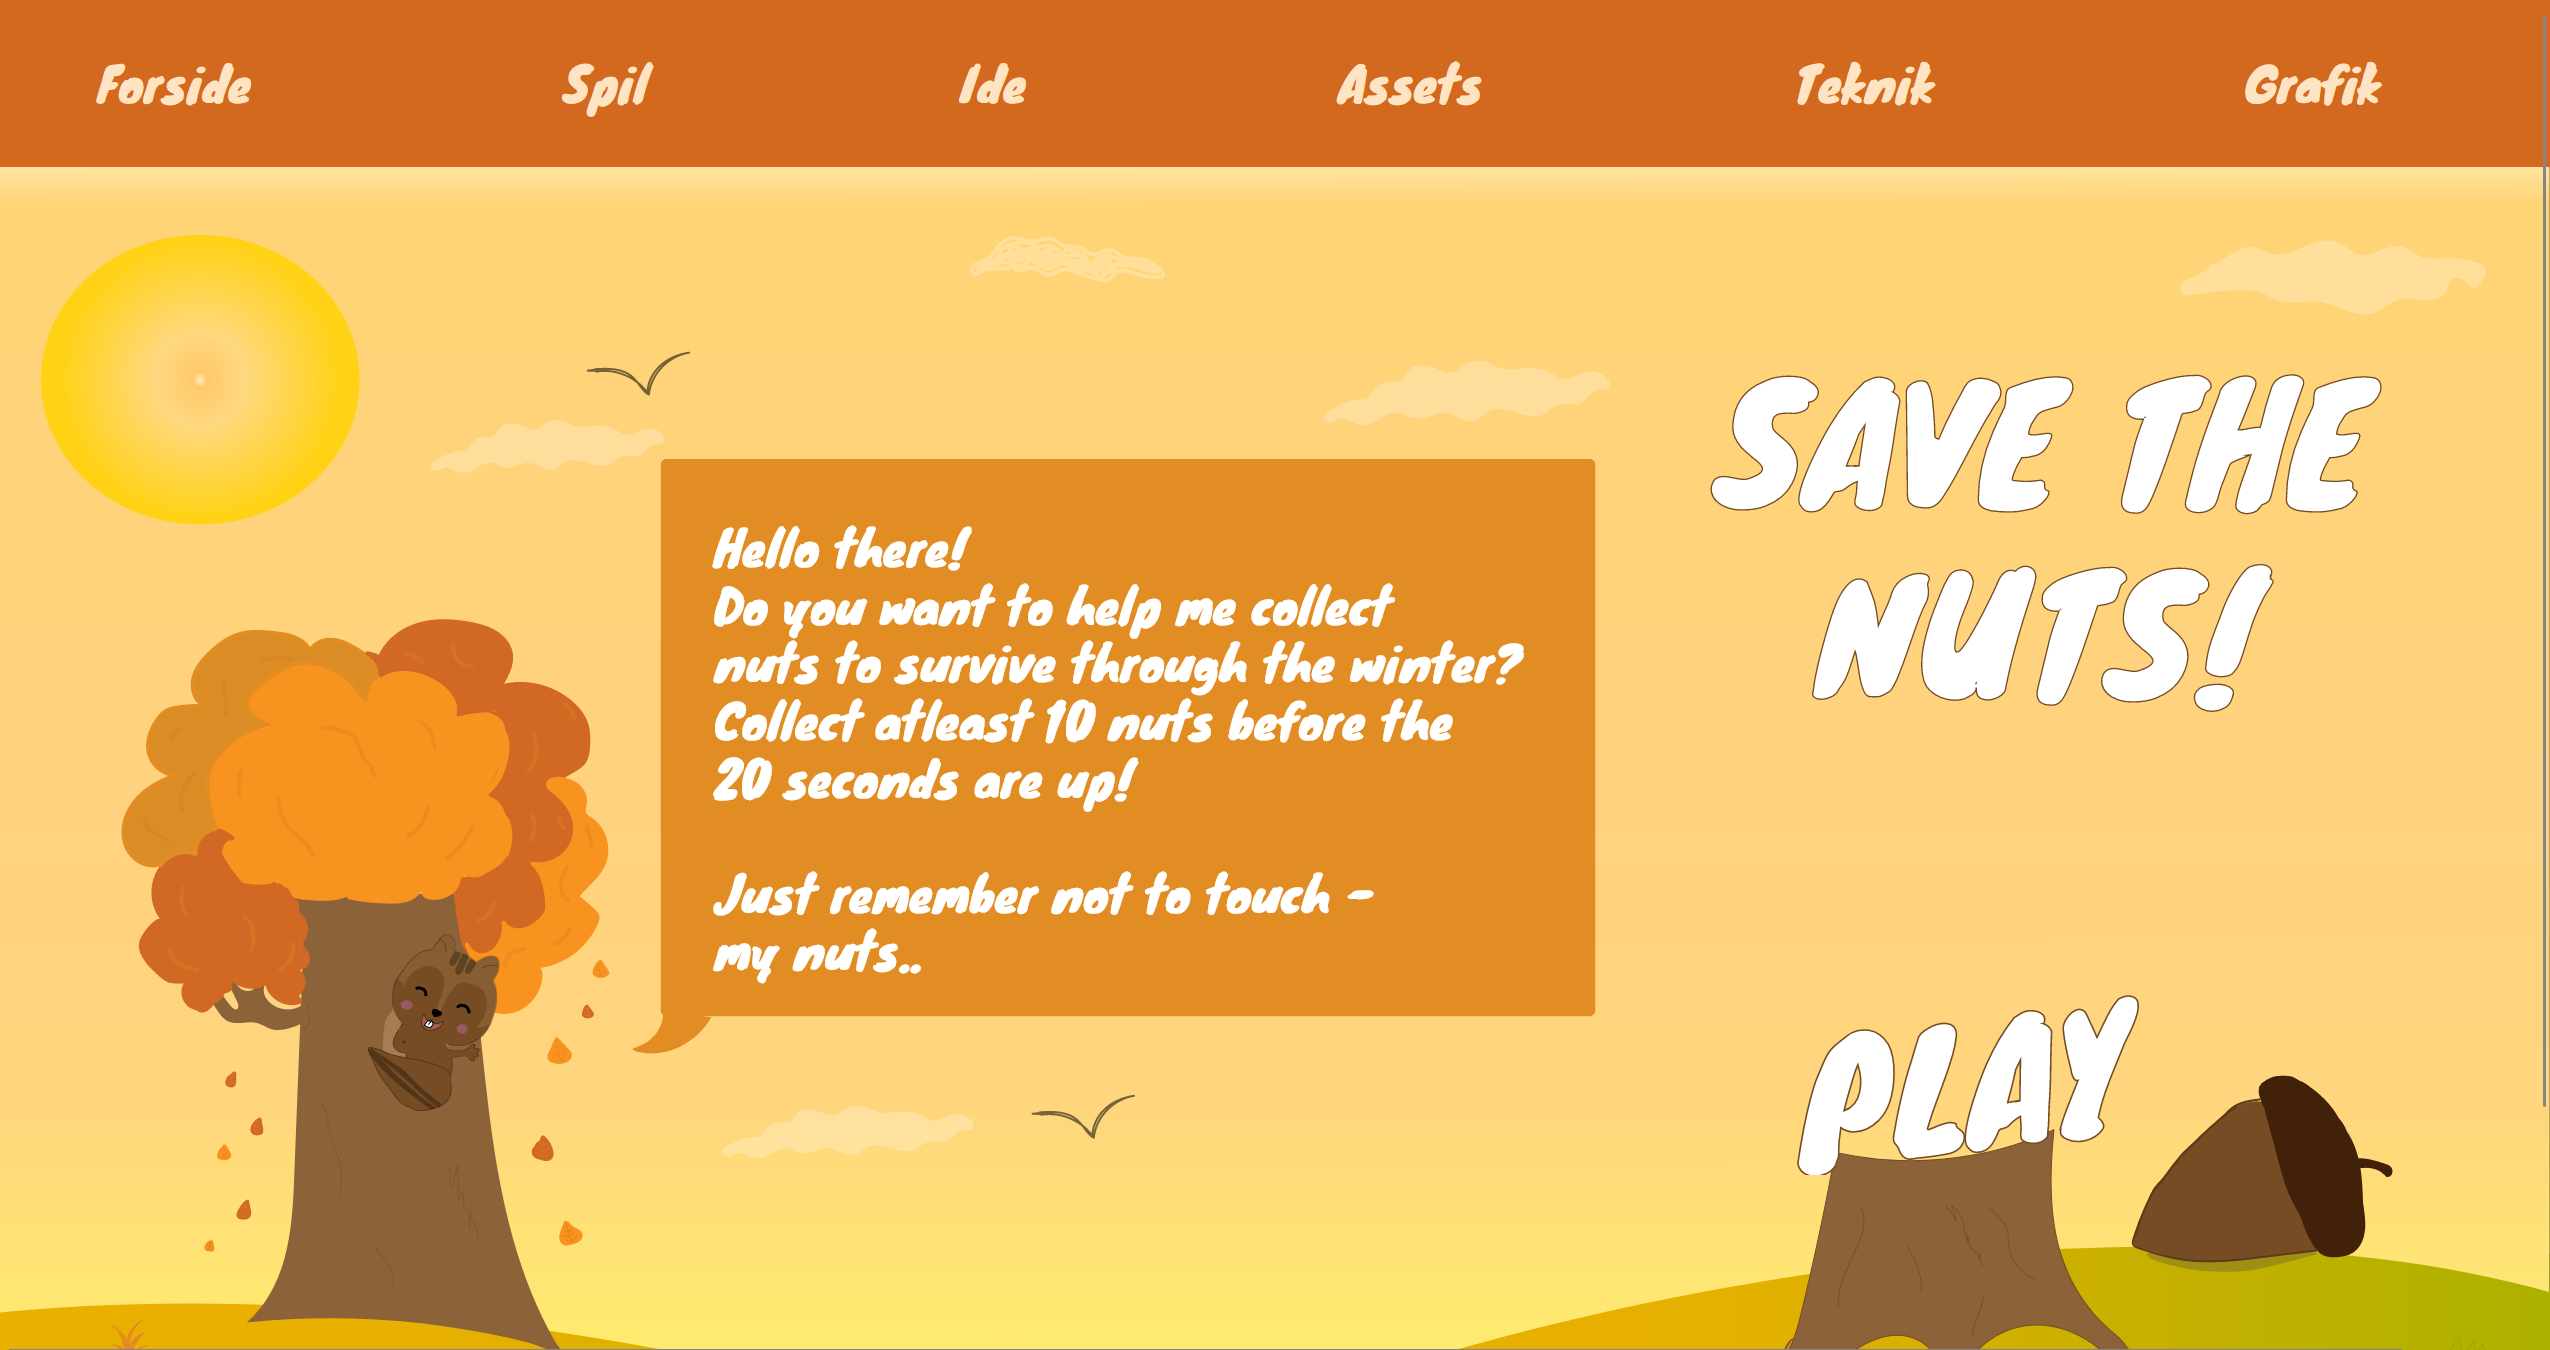 Forside Spil Ide Assets Teknik Grafik
SAVE THE
NUTS!
Hello there!
Do you want to help me collect
nuts to survive through the winter?
Collect atleast 10 nuts before the
20 seconds are up!
Just remember not to touch -
my nuts..
PLAY